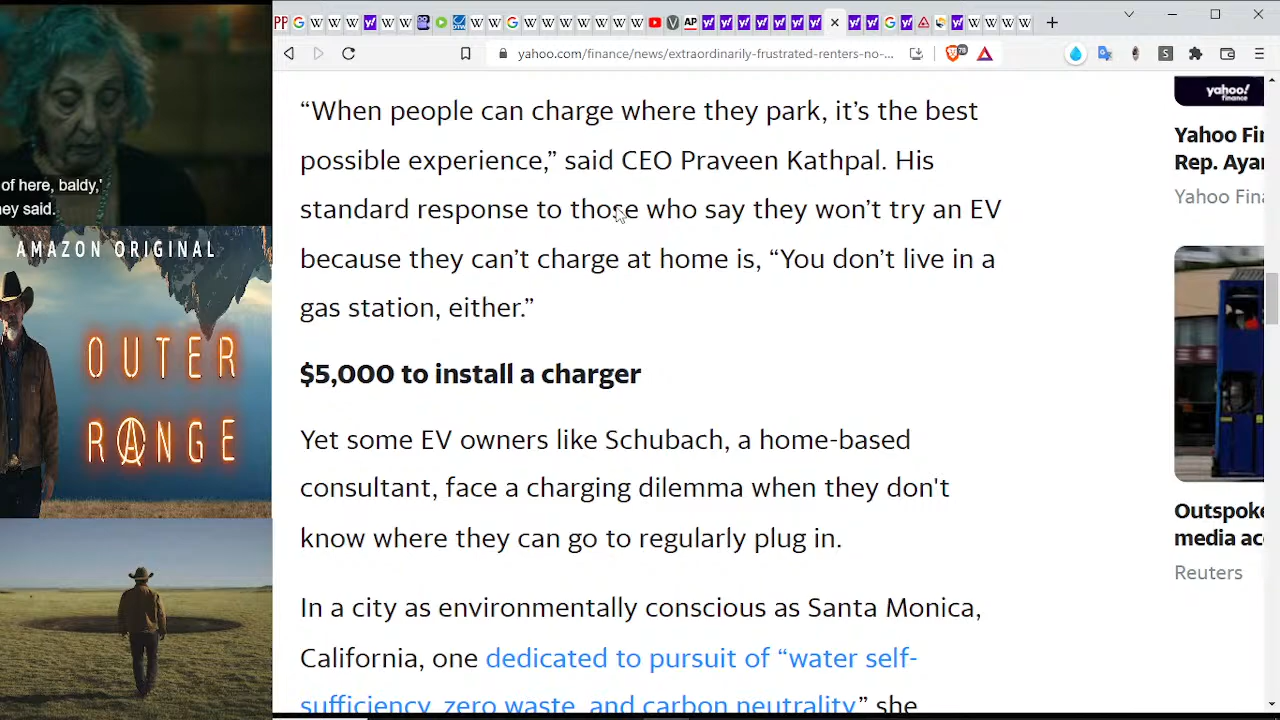 yahoo.com/finance/news/extraordinarily-frustrated-renters-no-...
of here, baldy,'
ey said.
AMAZON ORIGINAL
OUTER
RANGE
“When people can charge where they park, it’s the best
possible experience,” said CEO Praveen Kathpal. His
standard response to those who say they won’t try an EV
because they can’t charge at home is, “You don’t live in a
gas station, either.”
$5,000 to install a charger
Yet some EV owners like Schubach, a home-based
consultant, face a charging dilemma when they don't
know where they can go to regularly plug in.
In a city as environmentally conscious as Santa Monica,
California, one dedicated to pursuit of “water self-
sufficiency, zero waste, and carbon neutrality” she
yahoo!
finance
Yahoo Fi
Rep. Aya
Yahoo Fin
Outspoke
media ac
Reuters